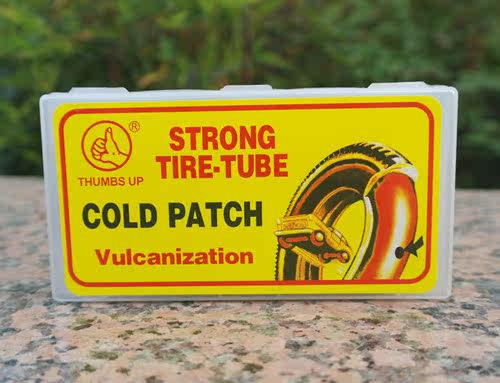 ®
THUMBS UP
STRONG
TIRE-TUBE
COLD PATCH
Vulcanization